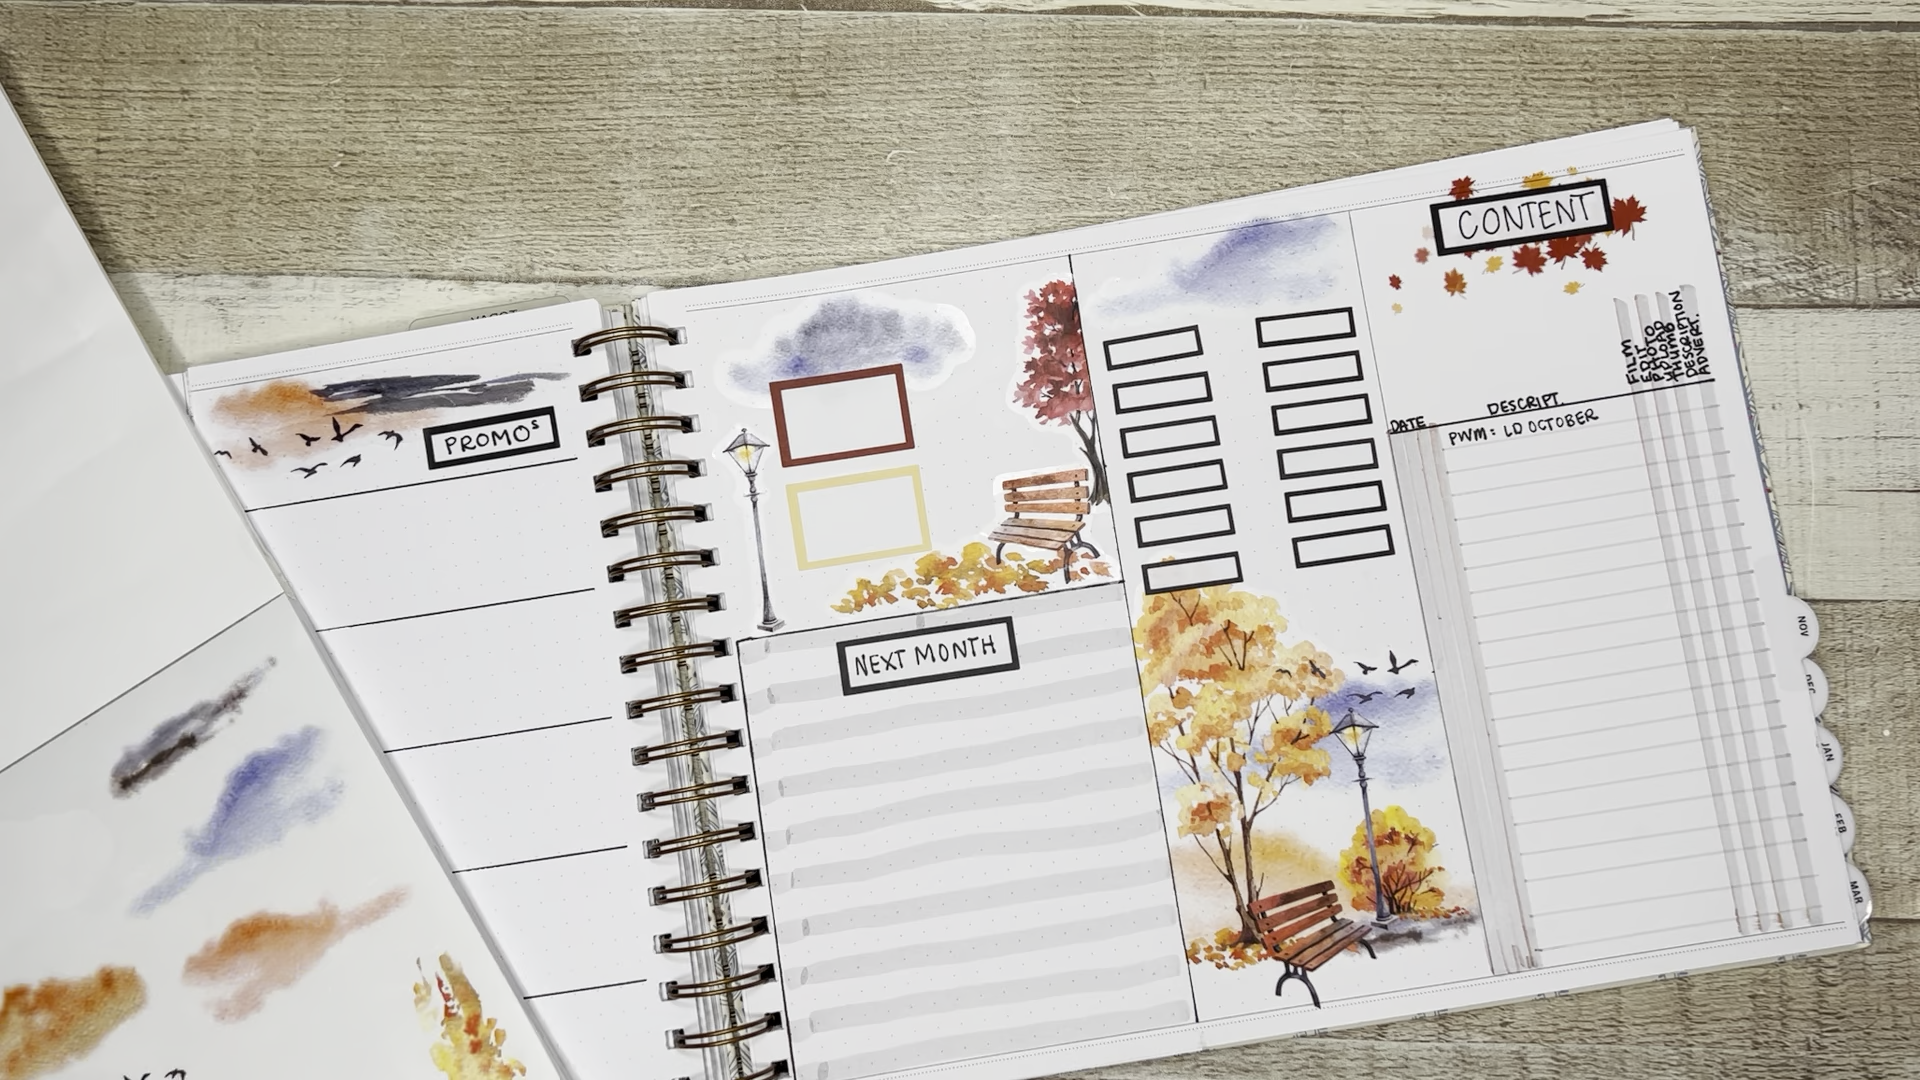 PROMOS
NEXT MONTH
CONTENT
FILM
EDIT
PHOTO
UPLOAD
THUMB
DESCRIPTION
ADVERT.
DATE
DESCRIPT.
PWM: LD OCTOBER
NOV
DEC
JAN
FEB
MAR